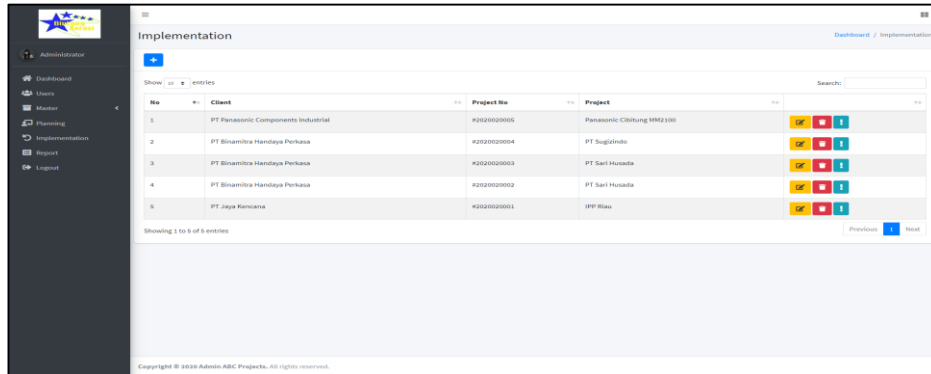 Implementation
Dashboard / Implementation
Administrator
Dashboard
Users
Master
Planning
Implementation
Report
Logout
Show 10 entries
Search:
No Client Project No Project
1 PT Panasonic Components Industrial #2020020005 Panasonic Cibitung MM2100
2 PT Binamitra Handaya Perkasa #2020020004 PT Sugizindo
3 PT Binamitra Handaya Perkasa #2020020003 PT Sari Husada
4 PT Binamitra Handaya Perkasa #2020020002 PT Sari Husada
5 PT Jaya Kencana #2020020001 IPP Riau
Showing 1 to 5 of 5 entries
Previous 1 Next
Copyright © 2020 Admin ABC Projects. All rights reserved.